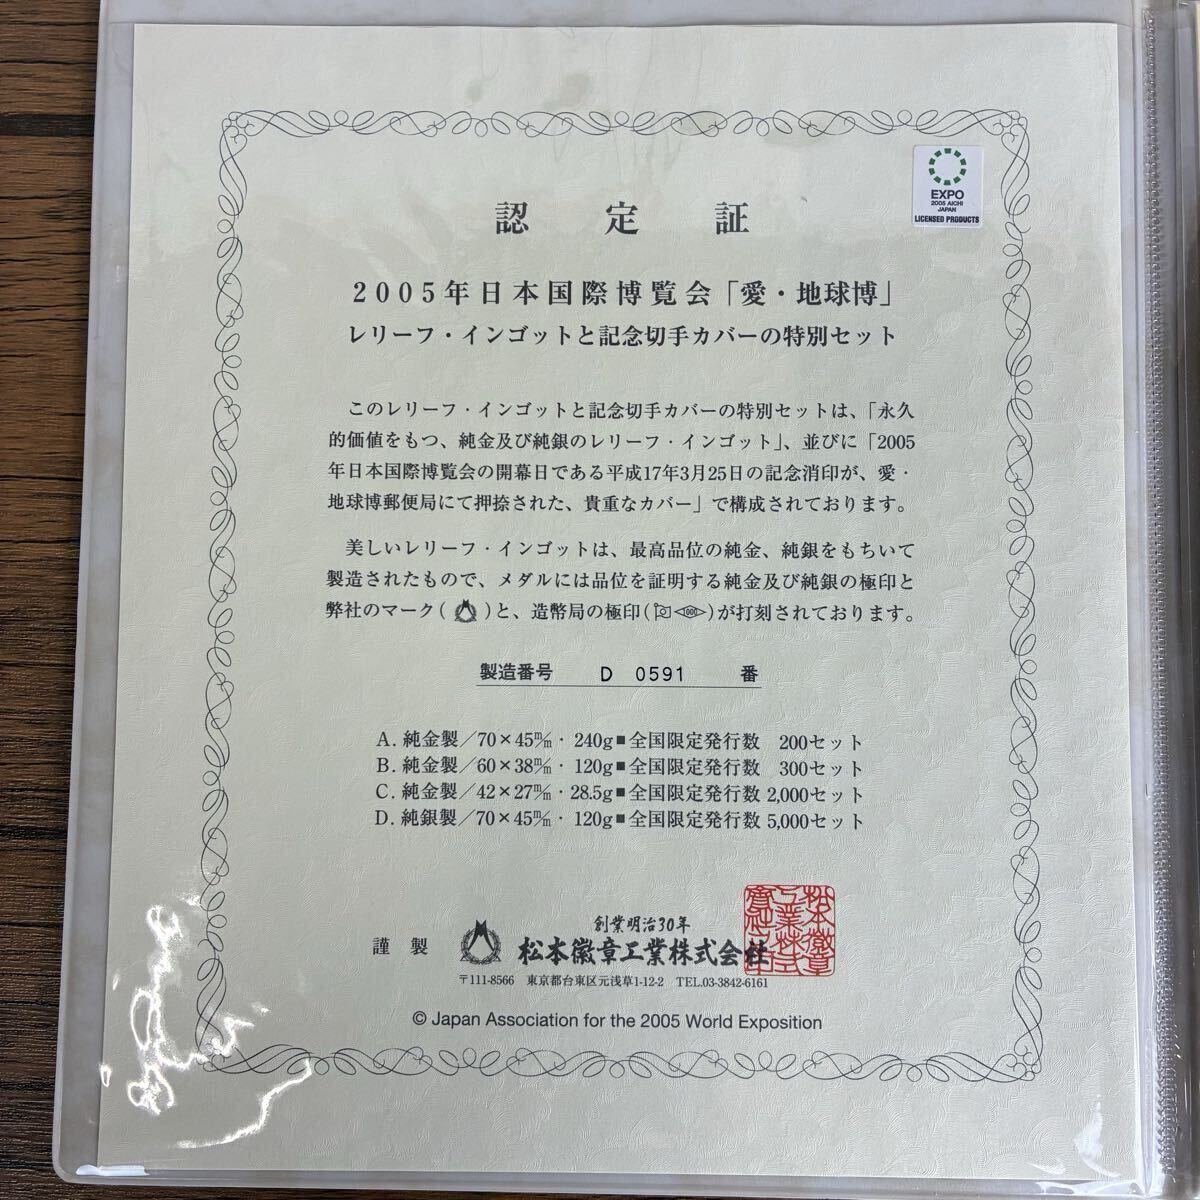 EXPO
2005 AICHI
JAPAN
LICENSED PRODUCTS
認定証
2005年日本国際博覧会「愛・地球博」
レリーフ・インゴットと記念切手カバーの特別セット
このレリーフ・インゴットと記念切手カバーの特別セットは、「永久
的価値をもつ、純金及び純銀のレリーフ・インゴット」、並びに「2005
年日本国際博覧会の開幕日である平成17年3月25日の記念消印が、愛・
地球博郵便局にて押捺された、貴重なカバー」で構成されております。
美しいレリーフ・インゴットは、最高品位の純金、純銀をもちいて
製造されたもので、メダルには品位を証明する純金及び純銀の極印と
弊社のマーク( )と、造幣局の極印( )が打刻されております。
製造番号 D 0591 番
A. 純金製／70×45m/m・240g■全国限定発行数 200セット
B. 純金製／60×38m/m・120g■全国限定発行数 300セット
C. 純金製／42×27m/m・28.5g■全国限定発行数 2,000セット
D. 純銀製／70×45m/m・120g■全国限定発行数 5,000セット
創業明治30年
謹製 松本徽章工業株式会社
〒111-8566 東京都台東区元浅草1-12-2 TEL.03-3842-6161
© Japan Association for the 2005 World Exposition